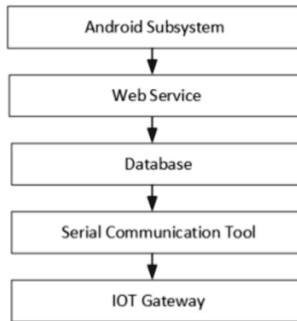 Android Subsystem
Web Service
Database
Serial Communication Tool
IOT Gateway